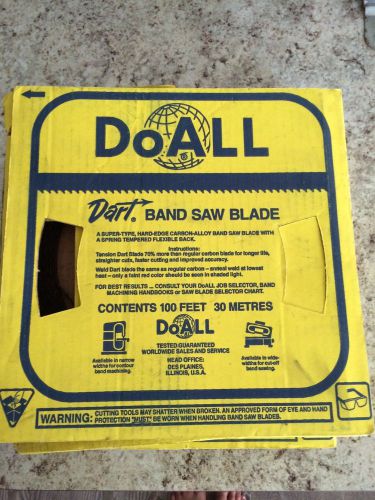 DoALL
®
Dart® BAND SAW BLADE
A SUPER-TYPE, HARD-EDGE CARBON-ALLOY BAND SAW BLADE WITH
A SPRING TEMPERED FLEXIBLE BACK.
Instructions:
Tension Dart Blade 70% more than regular carbon blade for longer life,
straighter cuts, faster cutting and improved accuracy.
Weld Dart blade the same as regular carbon – anneal weld at lowest
heat – only a faint red color should be seen in shaded light.
FOR BEST RESULTS ... CONSULT YOUR DoALL JOB SELECTOR, BAND
MACHINING HANDBOOKS or SAW BLADE SELECTOR CHART.
CONTENTS 100 FEET 30 METRES
DoALL
TESTED GUARANTEED
WORLDWIDE SALES AND SERVICE
HEAD OFFICE:
DES PLAINES,
ILLINOIS, U.S.A.
Available in narrow
widths for contour
band machining.
Available in wide-
widths for cut-off
band sawing.
WARNING: CUTTING TOOLS MAY SHATTER WHEN BROKEN. AN APPROVED FORM OF EYE AND HAND
PROTECTION "MUST" BE WORN WHEN HANDLING BAND SAW BLADES.